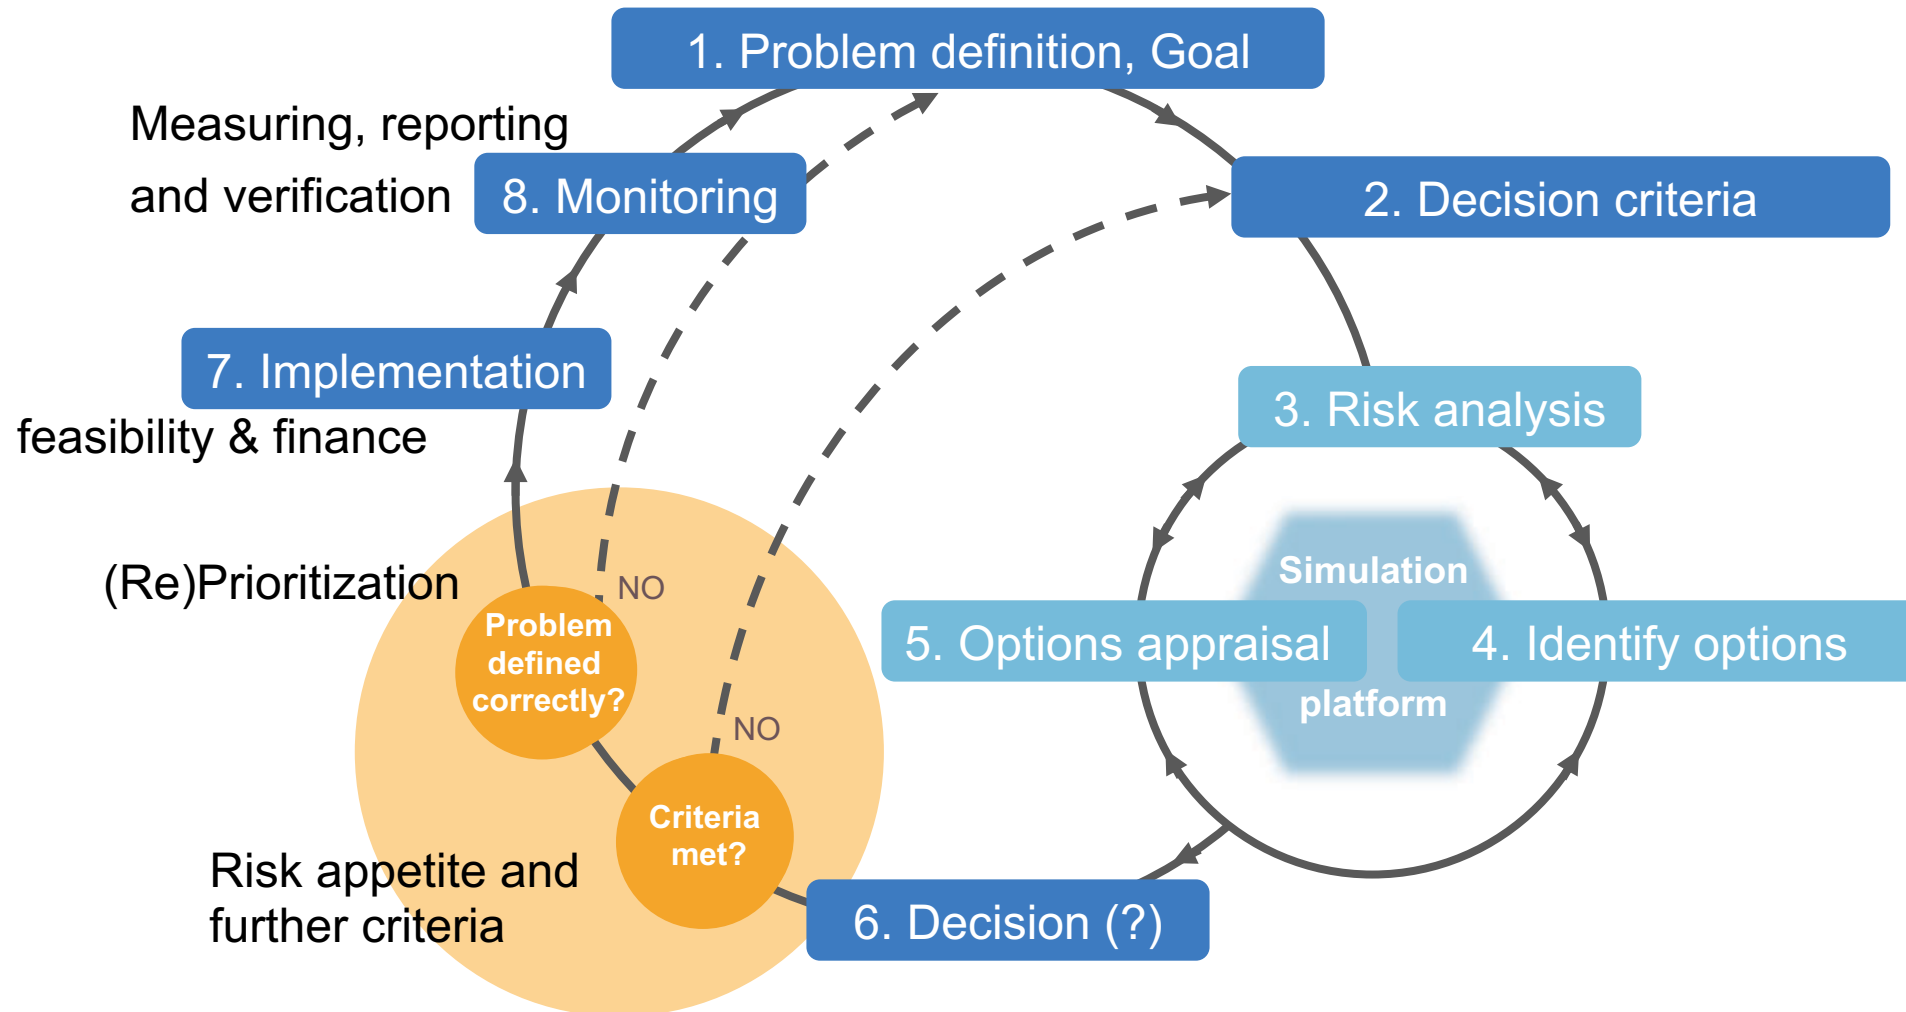 1. Problem definition, Goal
Measuring, reporting
and verification
8. Monitoring
2. Decision criteria
7. Implementation
feasibility & finance
3. Risk analysis
(Re)Prioritization
NO
Problem
defined
correctly?
Simulation
platform
5. Options appraisal
4. Identify options
NO
Criteria
met?
Risk appetite and
further criteria
6. Decision (?)